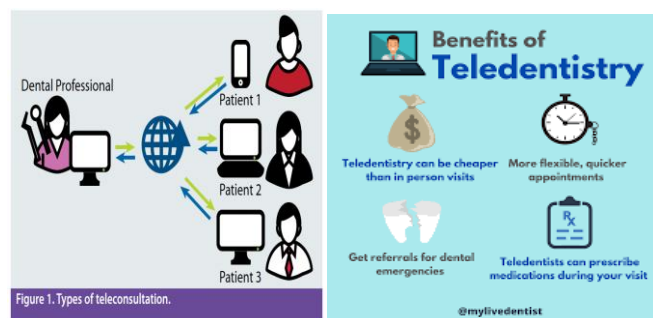 Dental Professional
Patient 1
Patient 2
Patient 3
Figure 1. Types of teleconsultation.
Benefits of
Teledentistry
$
Teledentistry can be cheaper
than in person visits
More flexible, quicker
appointments
Get referrals for dental
emergencies
Rx
Teledentists can prescribe
medications during your visit
@mylivedentist